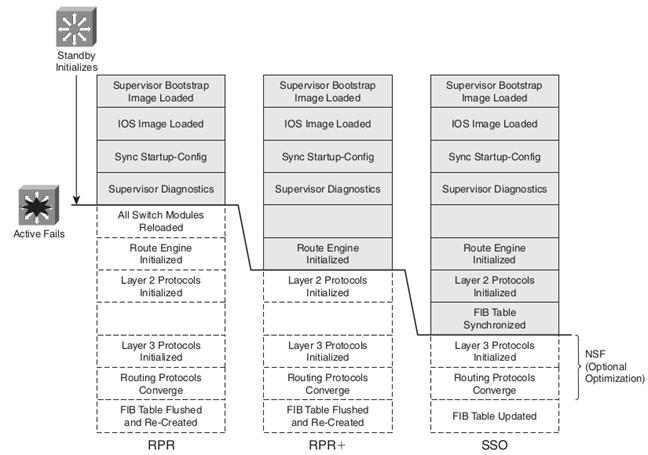 Standby
Initializes
Active Fails
Supervisor Bootstrap
Image Loaded
IOS Image Loaded
Sync Startup-Config
Supervisor Diagnostics
All Switch Modules
Reloaded
Route Engine
Initialized
Layer 2 Protocols
Initialized
Layer 3 Protocols
Initialized
Routing Protocols
Converge
FIB Table Flushed
and Re-Created
RPR
Supervisor Bootstrap
Image Loaded
IOS Image Loaded
Sync Startup-Config
Supervisor Diagnostics
Route Engine
Initialized
Layer 2 Protocols
Initialized
Layer 3 Protocols
Initialized
Routing Protocols
Converge
FIB Table Flushed
and Re-Created
RPR+
Supervisor Bootstrap
Image Loaded
IOS Image Loaded
Sync Startup-Config
Supervisor Diagnostics
Route Engine
Initialized
Layer 2 Protocols
Initialized
FIB Table
Synchronized
Layer 3 Protocols
Initialized
Routing Protocols
Converge
FIB Table Updated
SSO
NSF
(Optional
Optimization)